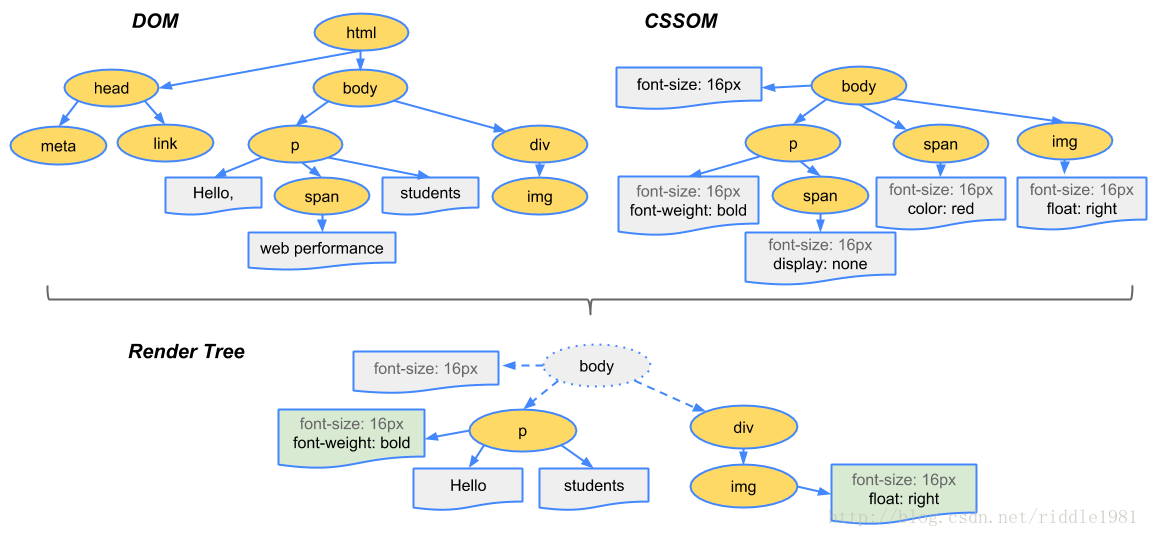 DOM
CSSOM
html
head
body
meta
link
p
div
Hello,
span
students
img
web performance
font-size: 16px
body
p
span
img
font-size: 16px
font-weight: bold
span
font-size: 16px
color: red
font-size: 16px
float: right
font-size: 16px
display: none
Render Tree
body
font-size: 16px
font-size: 16px
font-weight: bold
p
div
Hello
students
img
font-size: 16px
float: right
http://blog.csdn.net/riddle1981